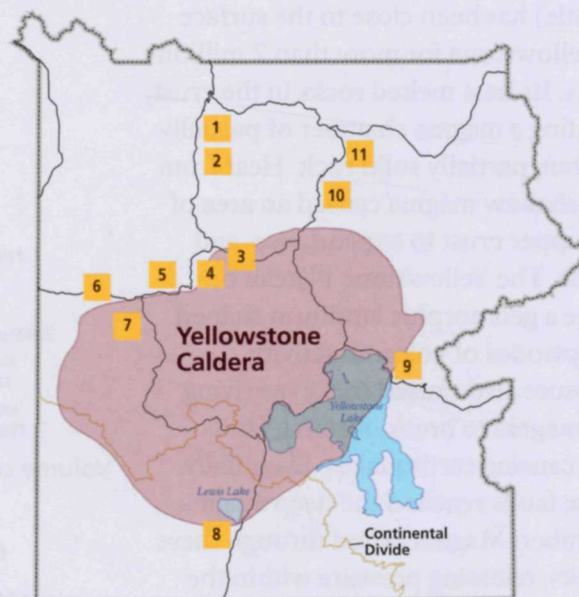 1
2
11
10
3
4
5
6
7
Yellowstone
Caldera
9
Yellowstone
Lake
Lewis Lake
8
Continental
Divide